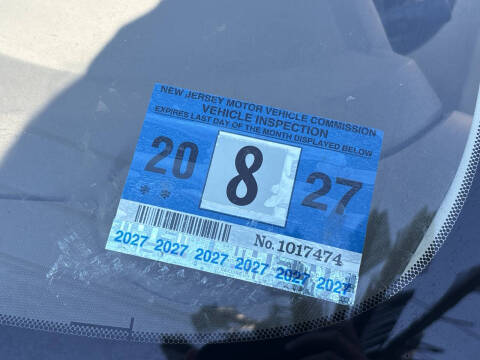 NEW JERSEY MOTOR VEHICLE COMMISSION
VEHICLE INSPECTION
EXPIRES LAST DAY OF THE MONTH DISPLAYED BELOW
20 8 27
No. 1017474
2027 2027 2027 2027 2027 2027